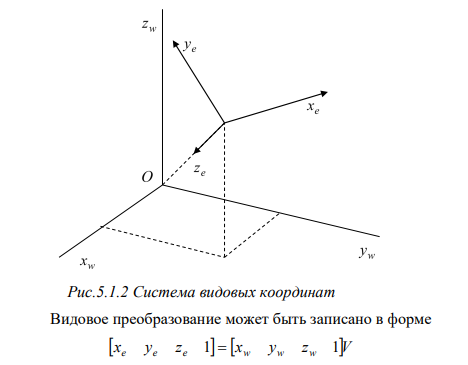 z_w
y_e
x_e
z_e
O
x_w
y_w
Рис.5.1.2 Система видовых координат
Видовое преобразование может быть записано в форме
[x_e y_e z_e 1]=[x_w y_w z_w 1]V